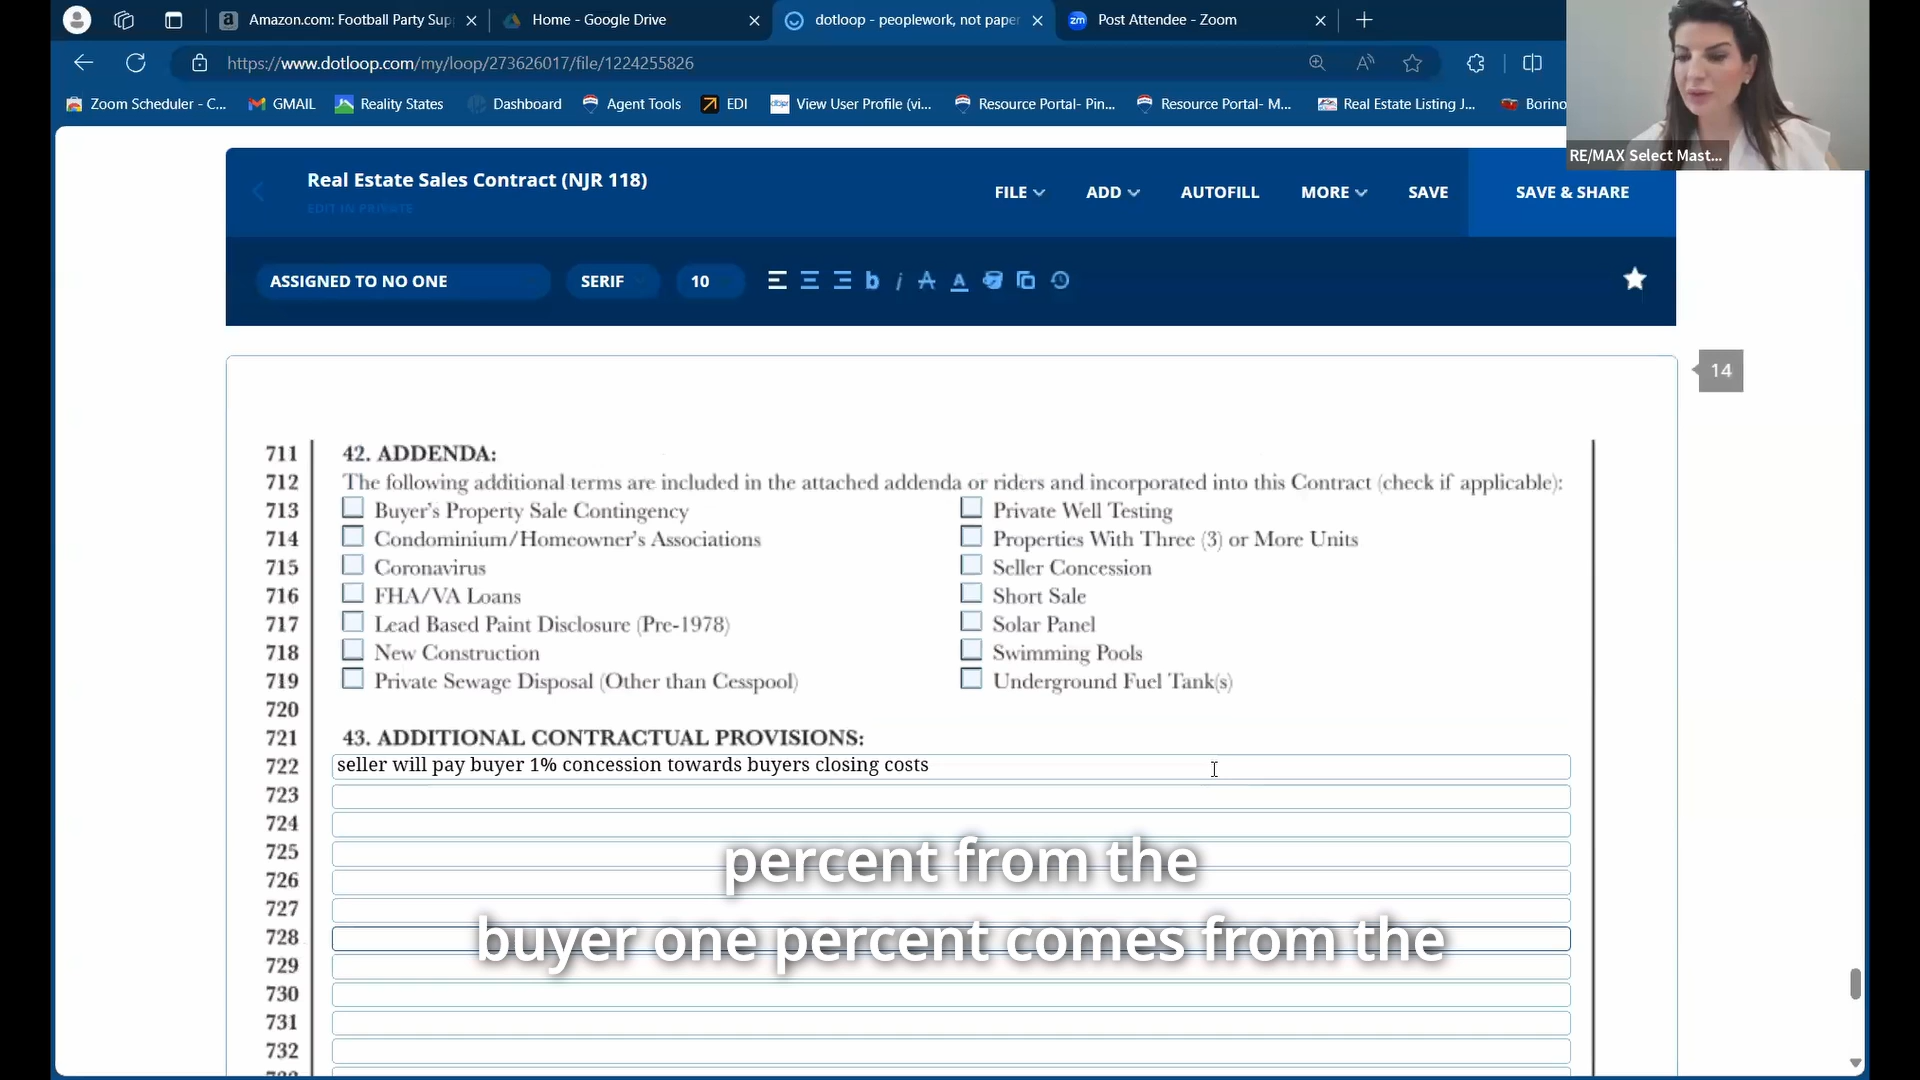 Amazon.com: Football Party Sup
Home - Google Drive
dotloop - peoplework, not paper
zm
Post Attendee - Zoom
https://www.dotloop.com/my/loop/273626017/file/1224255826
Zoom Scheduler - C...
GMAIL
Reality States
Dashboard
Agent Tools
EDI
View User Profile (vi...
Resource Portal- Pin...
Resource Portal- M...
Real Estate Listing J...
Borino
RE/MAX Select Mast...
Real Estate Sales Contract (NJR 118)
EDIT IN PRIVATE
FILE
ADD
AUTOFILL
MORE
SAVE
SAVE & SHARE
ASSIGNED TO NO ONE
SERIF
10
14
711 42. ADDENDA:
712 The following additional terms are included in the attached addenda or riders and incorporated into this Contract (check if applicable):
713 Buyer's Property Sale Contingency Private Well Testing
714 Condominium/Homeowner's Associations Properties With Three (3) or More Units
715 Coronavirus Seller Concession
716 FHA/VA Loans Short Sale
717 Lead Based Paint Disclosure (Pre-1978) Solar Panel
718 New Construction Swimming Pools
719 Private Sewage Disposal (Other than Cesspool) Underground Fuel Tank(s)
720
721 43. ADDITIONAL CONTRACTUAL PROVISIONS:
722 seller will pay buyer 1% concession towards buyers closing costs
723
724
725
726
727
728
729
730
731
732
percent from the
buyer one percent comes from the